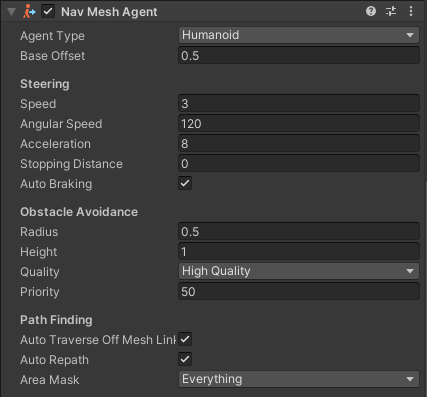 Nav Mesh Agent
Agent Type Humanoid
Base Offset 0.5
Steering
Speed 3
Angular Speed 120
Acceleration 8
Stopping Distance 0
Auto Braking
Obstacle Avoidance
Radius 0.5
Height 1
Quality High Quality
Priority 50
Path Finding
Auto Traverse Off Mesh Link
Auto Repath
Area Mask Everything